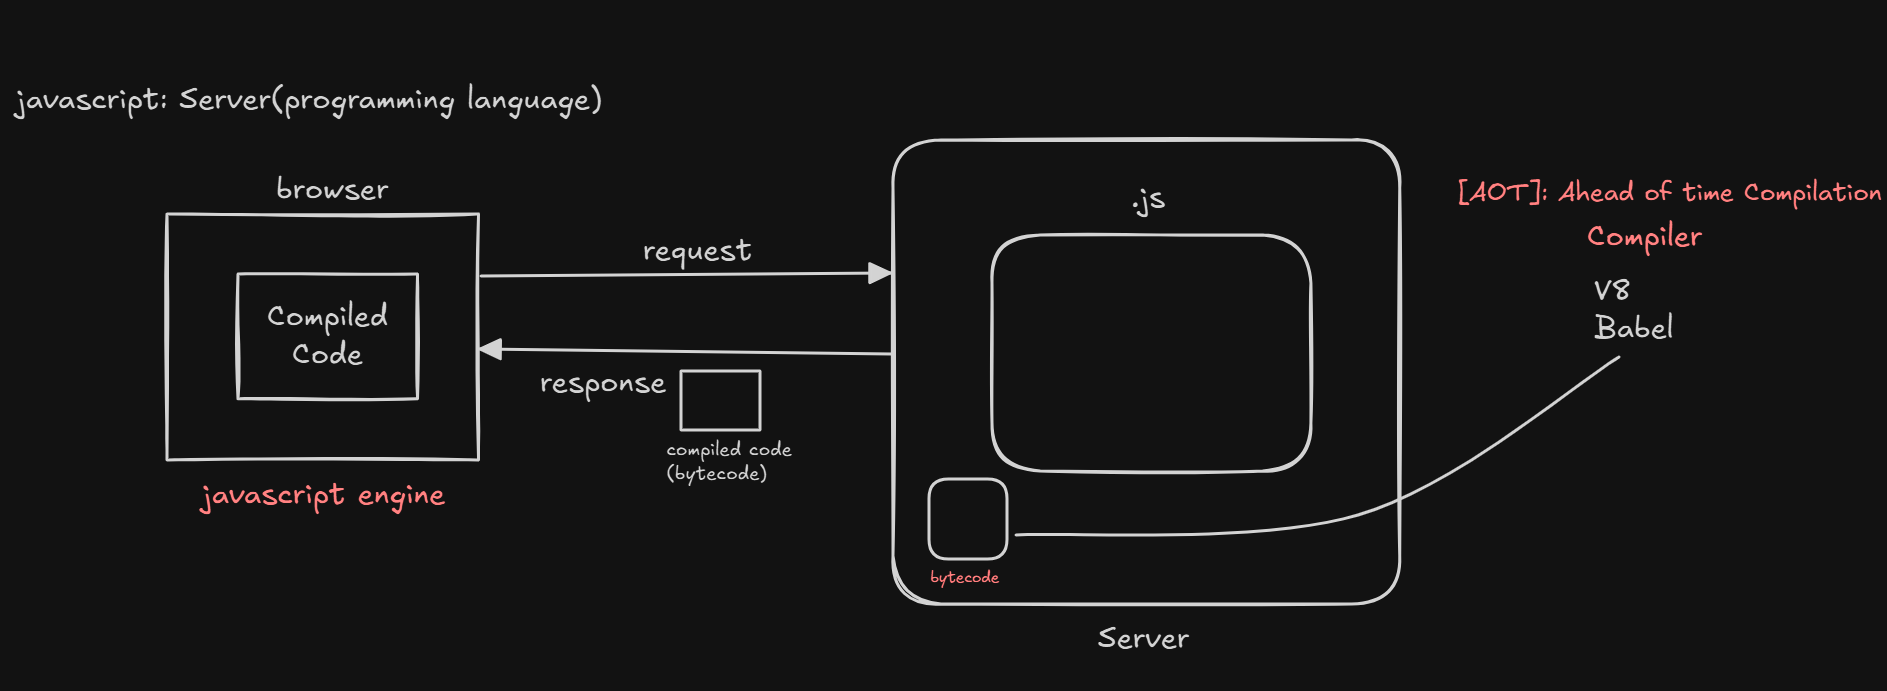 javascript: Server(programming language)
browser
Compiled
Code
javascript engine
request
response
compiled code
(bytecode)
.js
bytecode
Server
[AOT]: Ahead of time Compilation
Compiler
V8
Babel